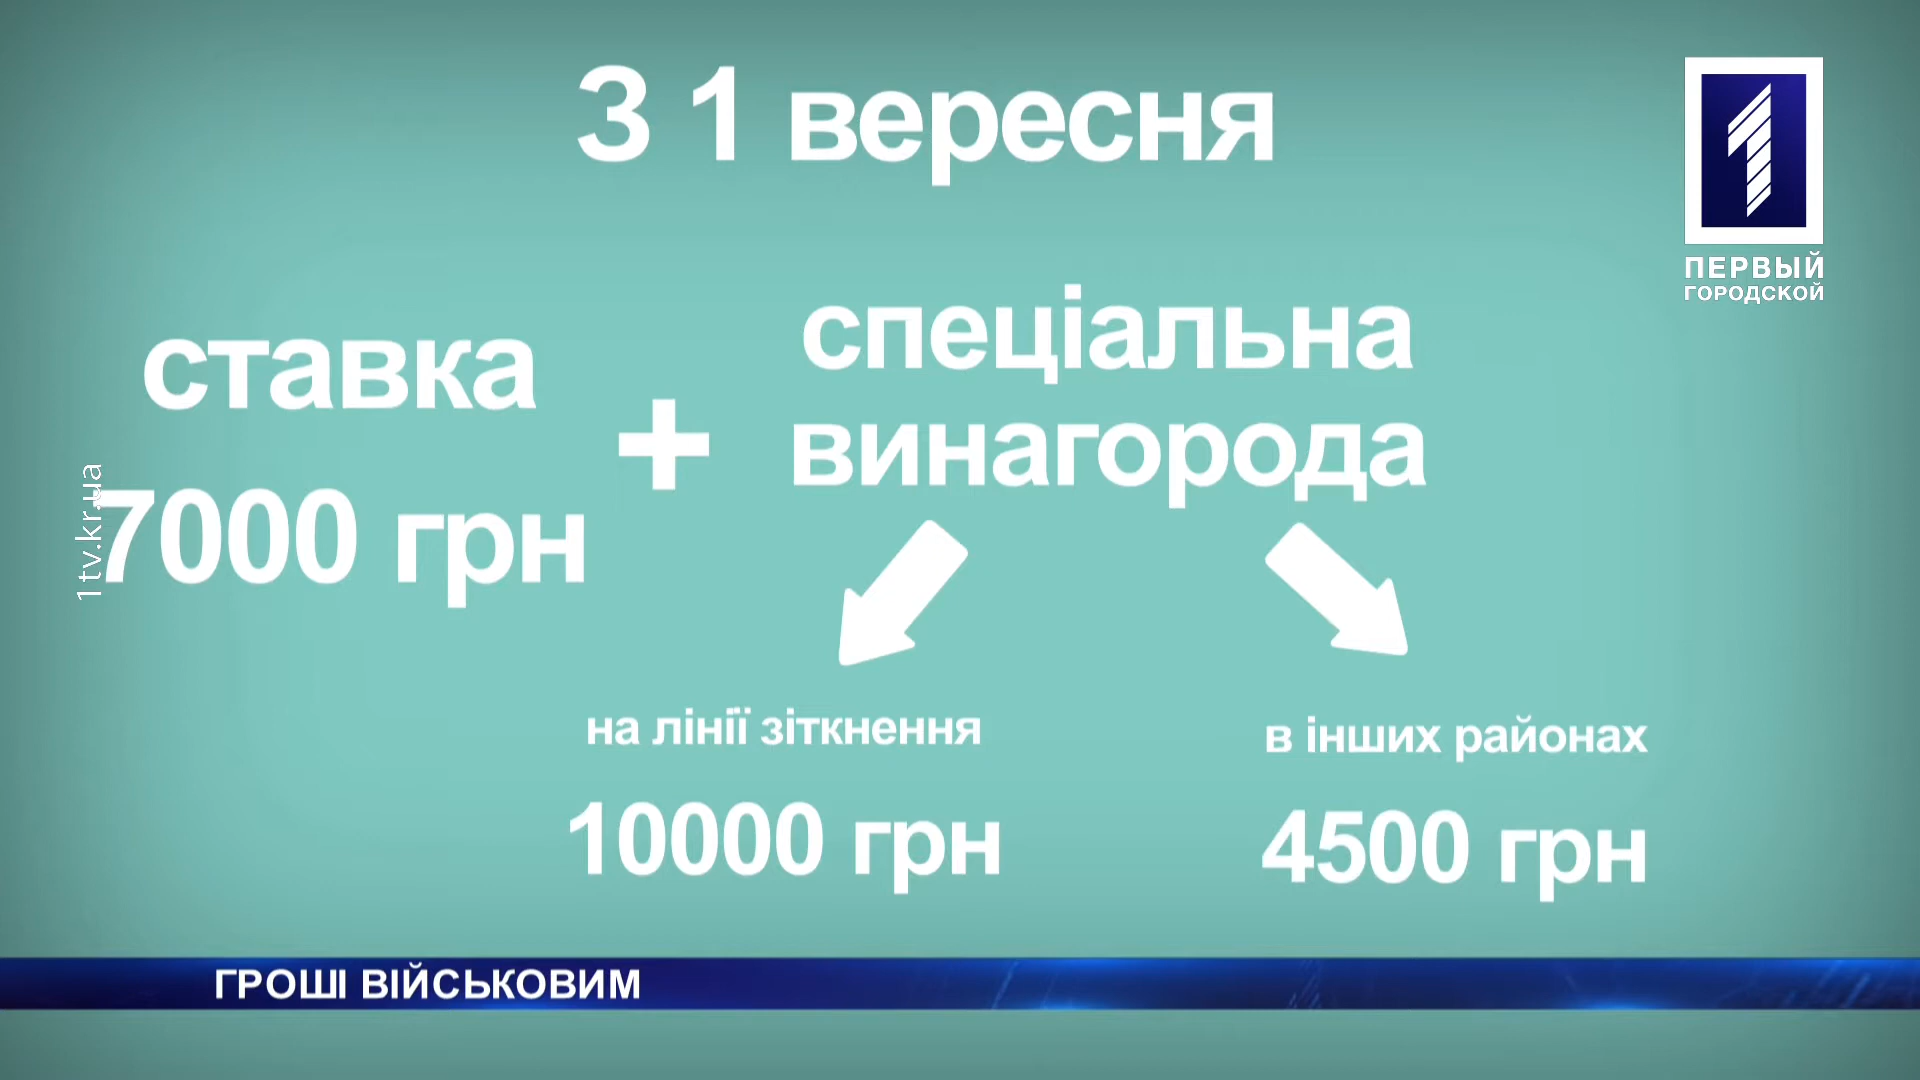 З 1 вересня
ПЕРВЫЙ
ГОРОДСКОЙ
ставка
7000 грн
+
спеціальна
винагорода
на лінії зіткнення
10000 грн
в інших районах
4500 грн
1tv.kr.ua
ГРОШІ ВІЙСЬКОВИМ